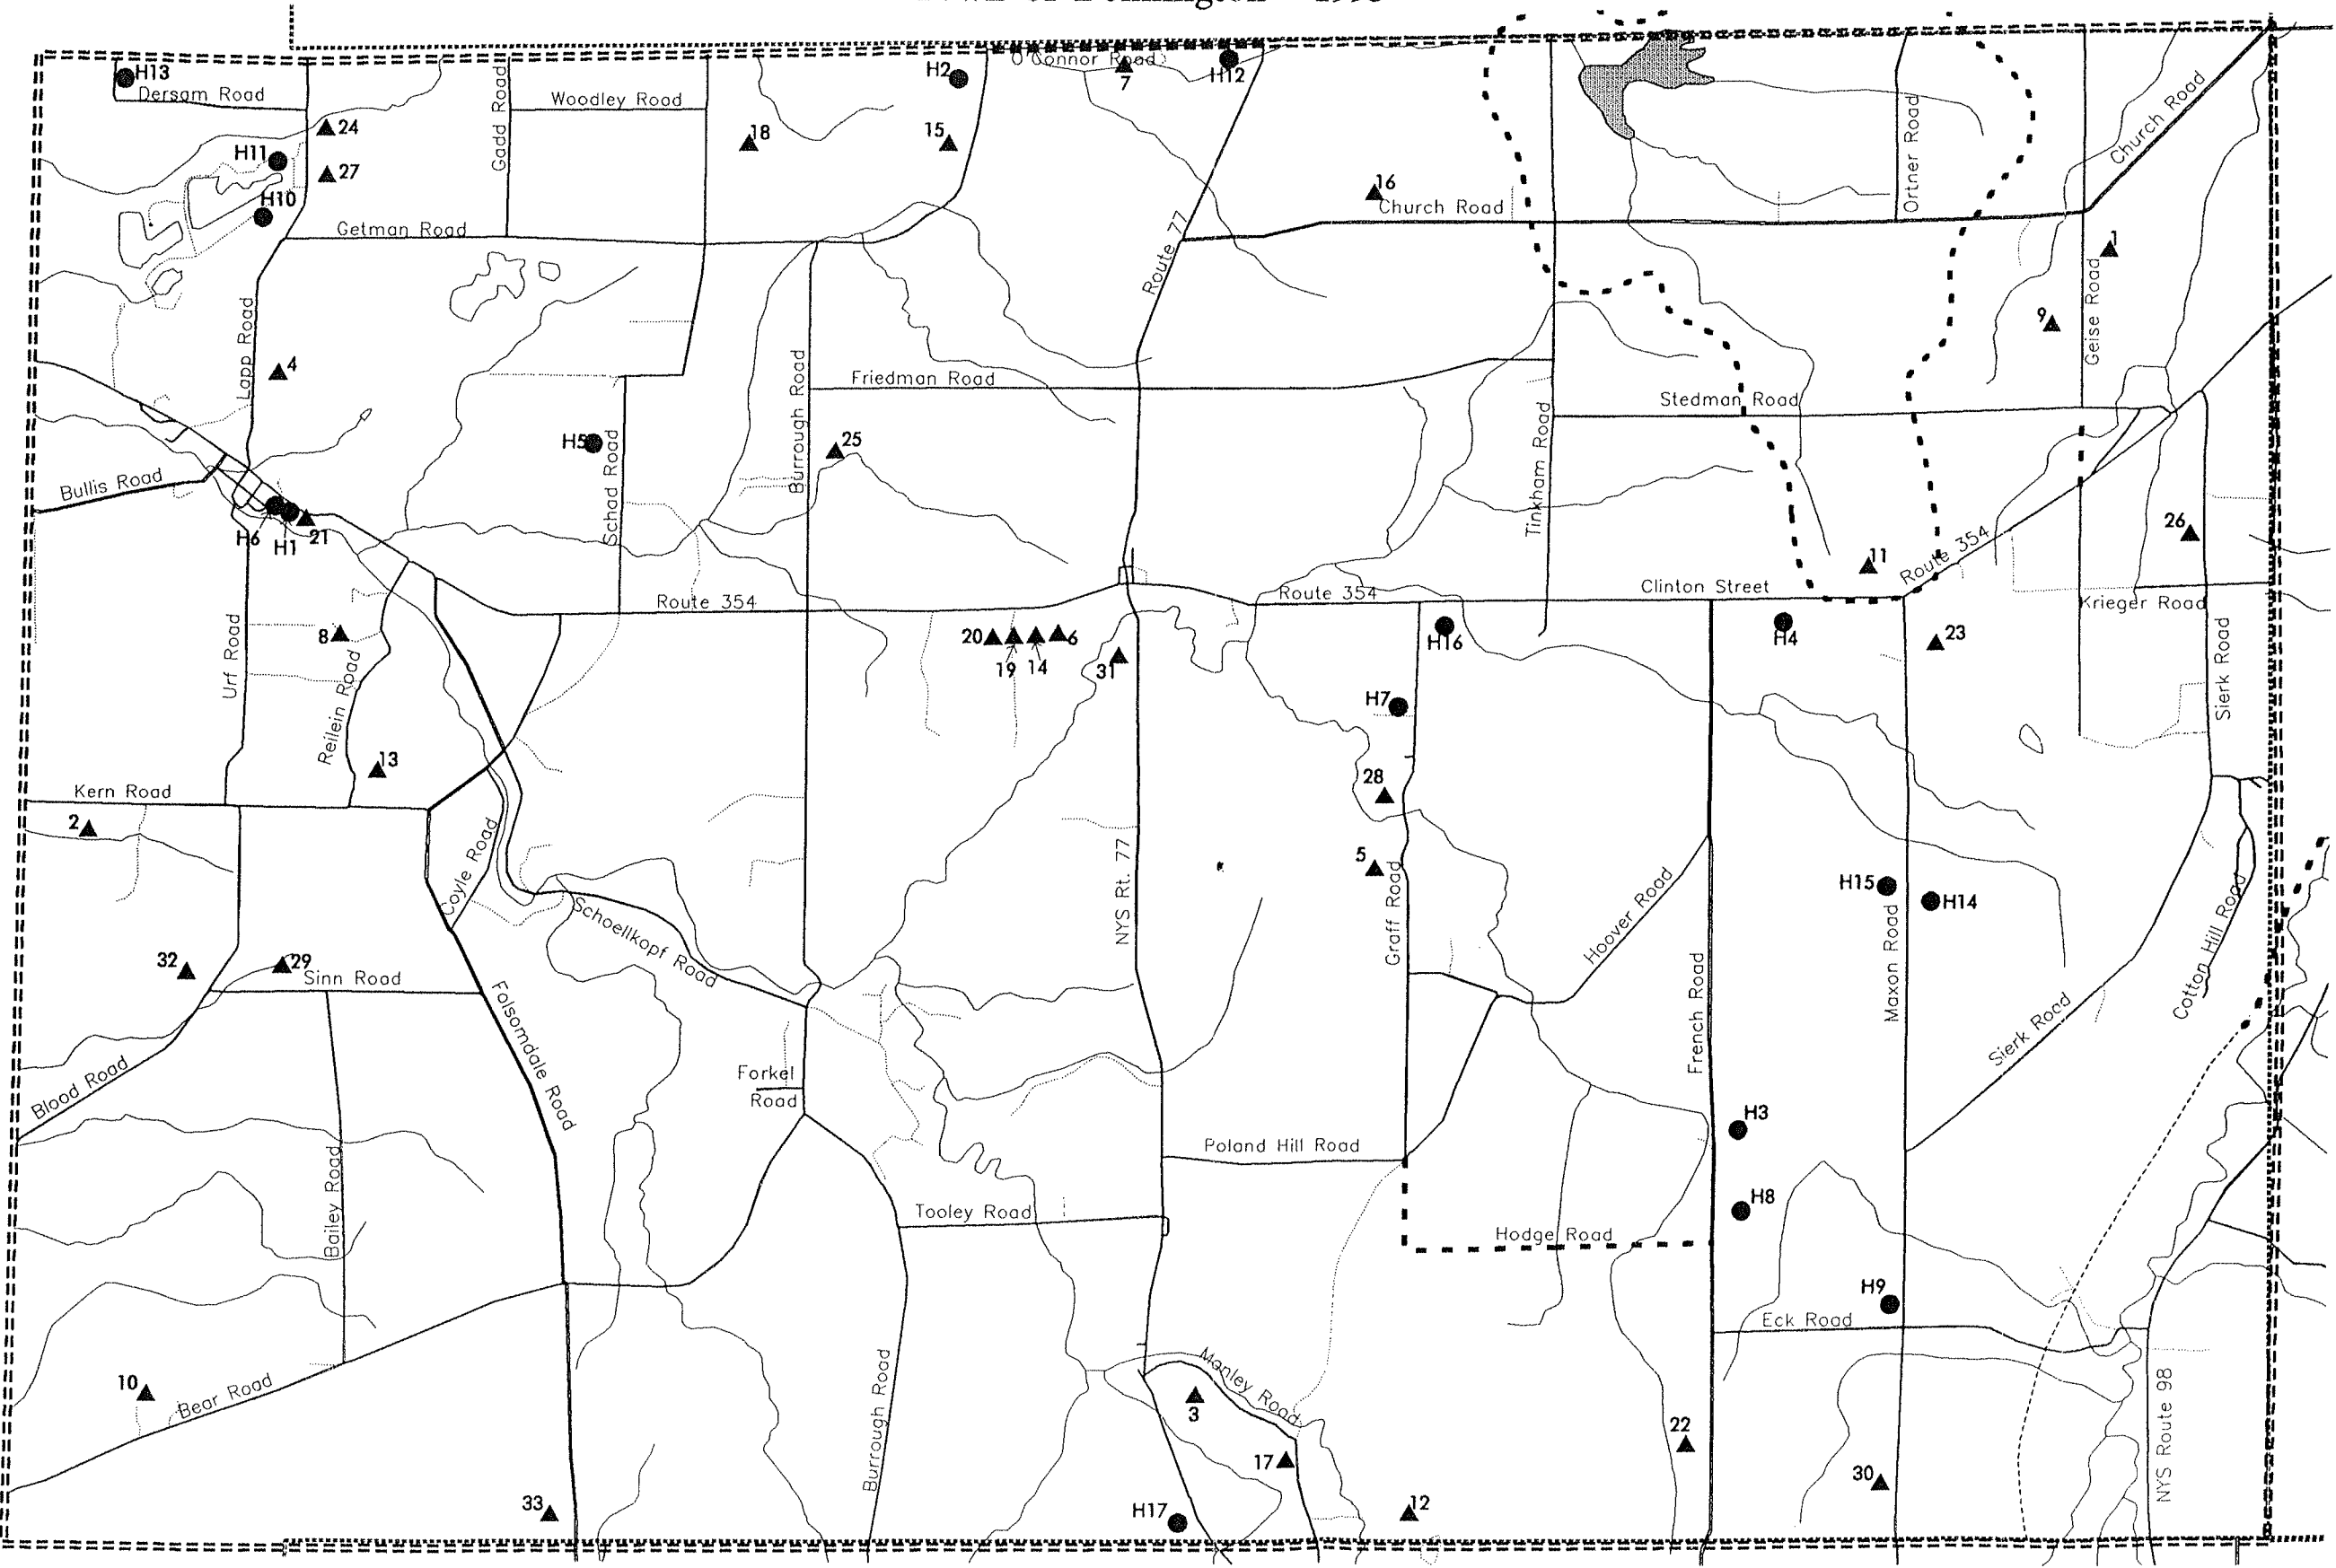 H13
Dersam Road
24
H11
27
H10
Gadd Road
Woodley Road
18
H2
15
O'Connor Road
7
H12
16
Church Road
Ortner Road
Church Road
1
Getman Road
Route 77
9
Geise Road
Lapp Road
4
Friedman Road
Burrough Road
25
H5
Schad Road
Stedman Road
Tinkham Road
Bullis Road
H6
H1
21
26
11
Route 354
Clinton Street
Krieger Road
Route 354
Route 354
8
Urf Road
Reilein Road
20
19
14
6
31
H16
H4
23
Sierk Road
H7
13
Kern Road
2
28
5
Coyle Road
NYS Rt. 77
Graff Road
Hoover Road
H15
H14
Maxon Road
Cotton Hill Road
Schoellkopf Road
32
29
Sinn Road
Folsomdale Road
French Road
Sierk Road
Blood Road
Forkel
Road
H3
Poland Hill Road
Bailey Road
H8
Tooley Road
Hodge Road
H9
Eck Road
10
Bear Road
Burrough Road
Manley Road
3
17
22
NYS Route 98
30
33
H17
12